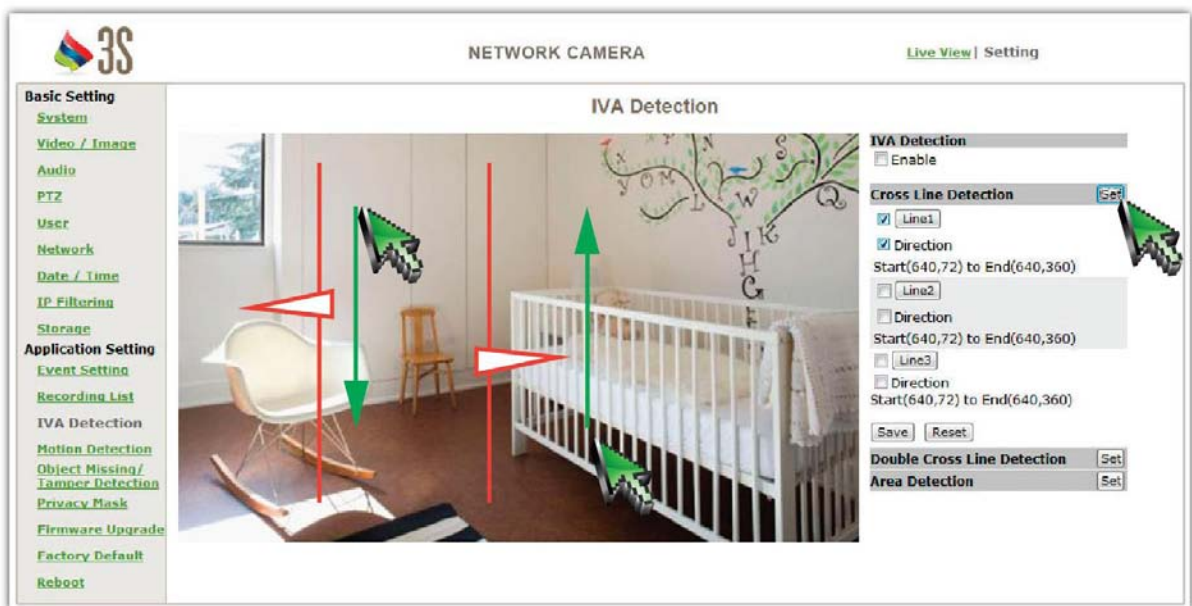 3S
NETWORK CAMERA
Live View | Setting
Basic Setting
System
Video / Image
Audio
PTZ
User
Network
Date / Time
IP Filtering
Storage
Application Setting
Event Setting
Recording List
IVA Detection
Motion Detection
Object Missing/
Tamper Detection
Privacy Mask
Firmware Upgrade
Factory Default
Reboot
IVA Detection
IVA Detection
Enable
Cross Line Detection Set
Line1
Direction
Start(640,72) to End(640,360)
Line2
Direction
Start(640,72) to End(640,360)
Line3
Direction
Start(640,72) to End(640,360)
Save Reset
Double Cross Line Detection Set
Area Detection Set